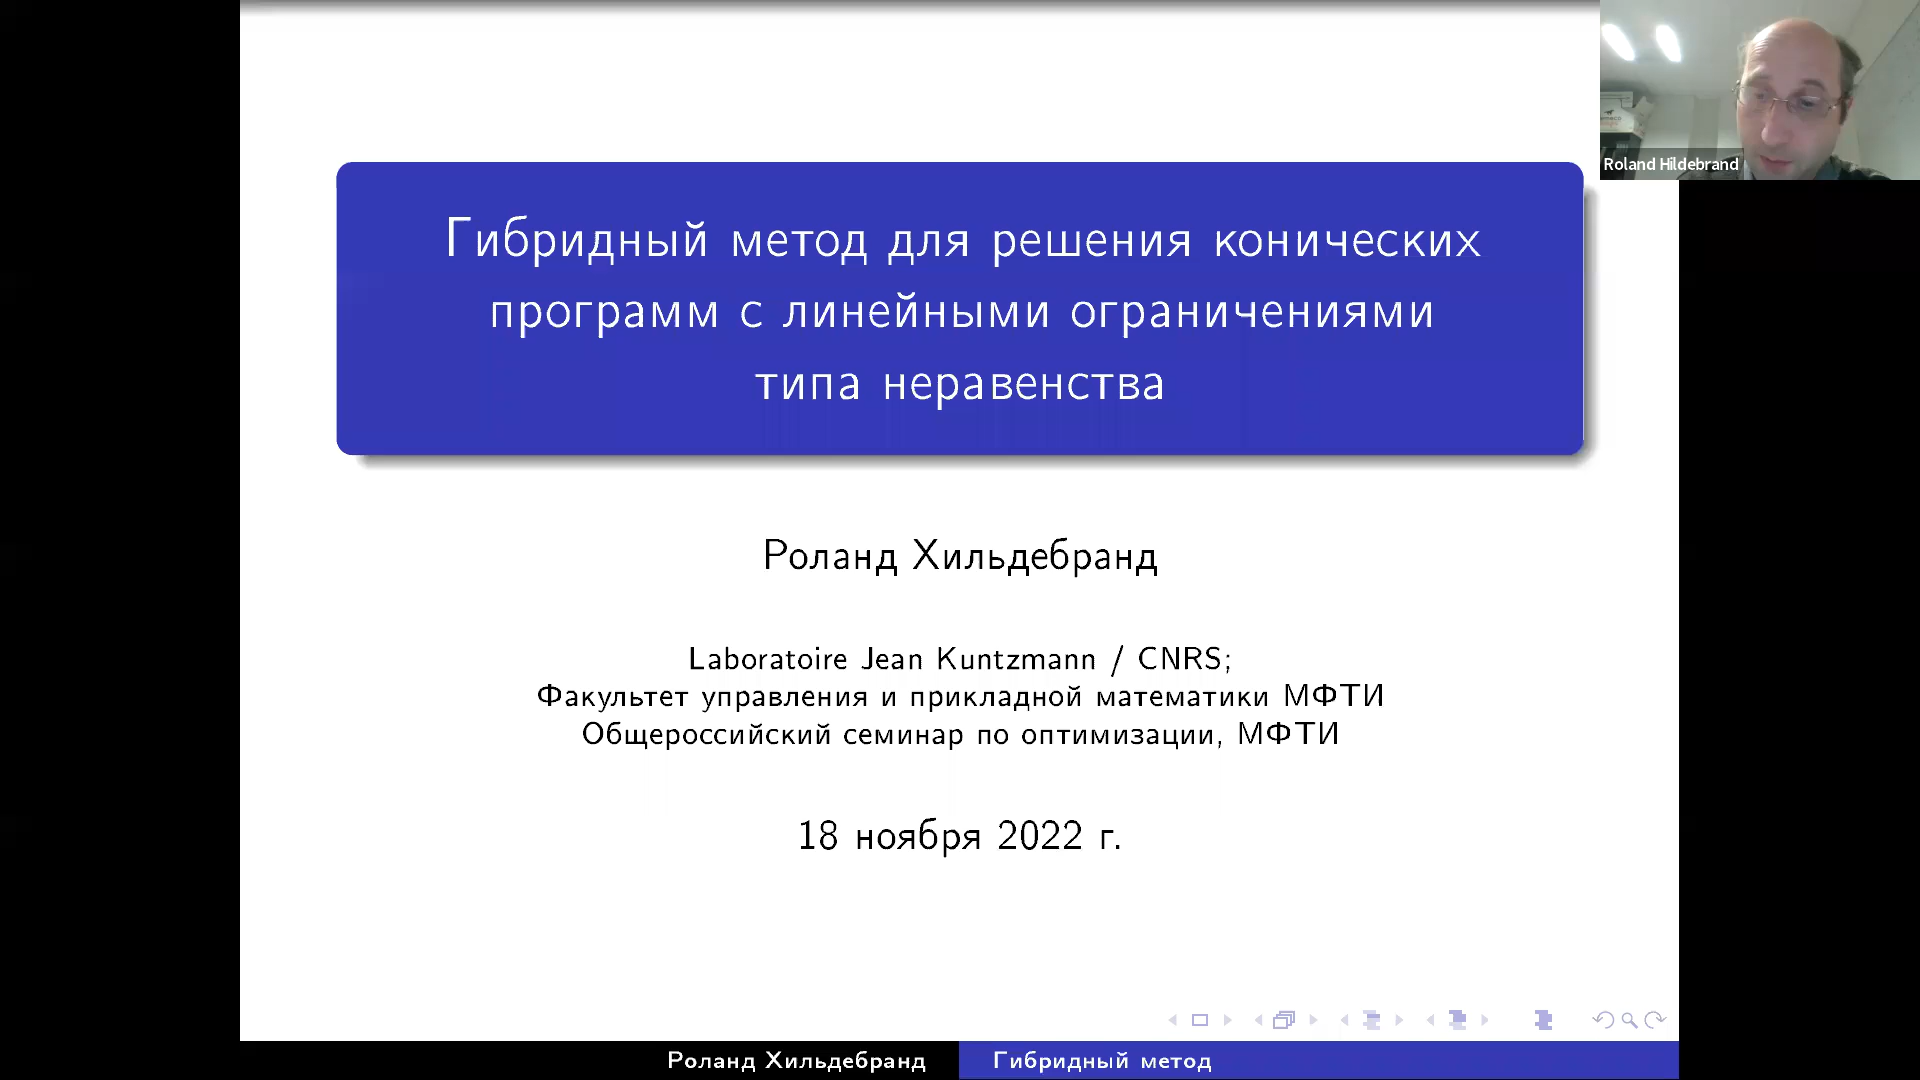 Roland Hildebrand
Гибридный метод для решения конических
программ с линейными ограничениями
типа неравенства
Роланд Хильдебранд
Laboratoire Jean Kuntzmann / CNRS;
Факультет управления и прикладной математики МФТИ
Общероссийский семинар по оптимизации, МФТИ
18 ноября 2022 г.
Роланд Хильдебранд
Гибридный метод